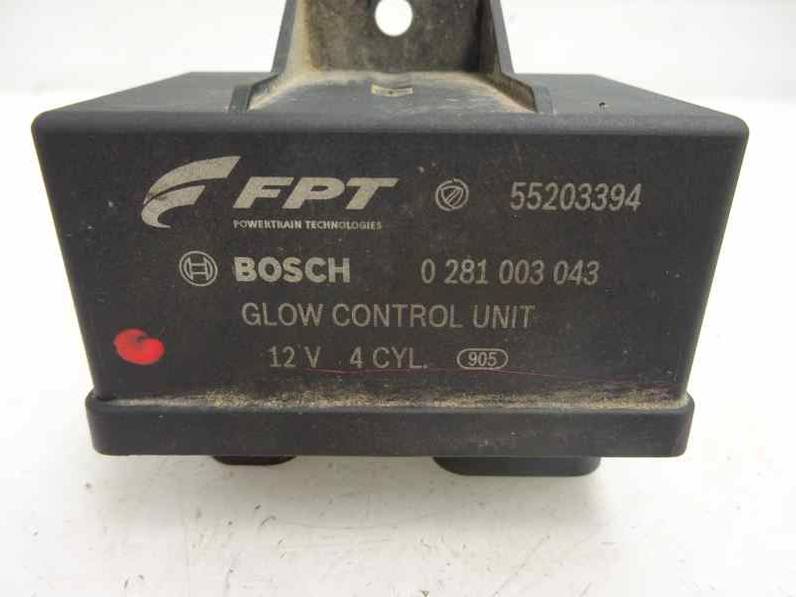 FPT 55203394
POWERTRAIN TECHNOLOGIES
BOSCH 0 281 003 043
GLOW CONTROL UNIT
12 V 4 CYL. 905